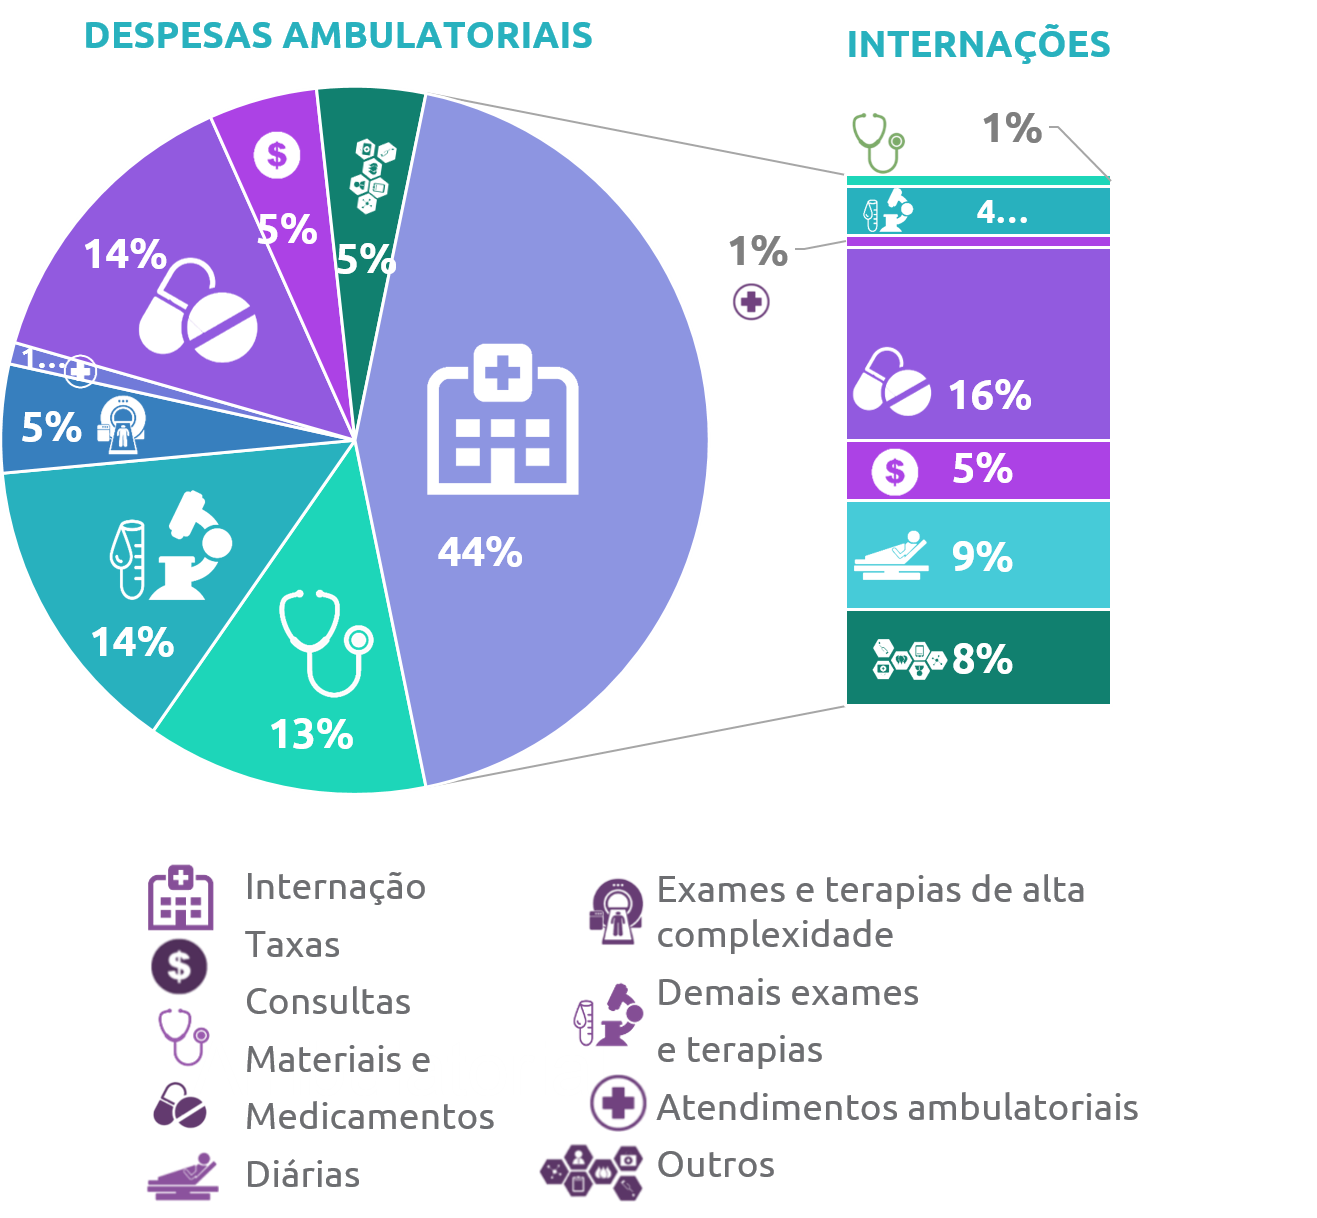 DESPESAS AMBULATORIAIS
INTERNAÇÕES
1%
5%
5%
14%
1...
5%
44%
14%
13%
4...
1%
16%
5%
9%
8%
Internação
Taxas
Consultas
Materiais e
Medicamentos
Diárias
Exames e terapias de alta
complexidade
Demais exames
e terapias
Atendimentos ambulatoriais
Outros